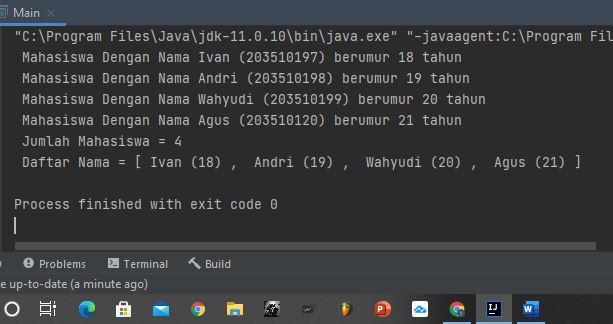 Main
"C:\Program Files\Java\jdk-11.0.10\bin\java.exe" "-javaagent:C:\Program Fil
Mahasiswa Dengan Nama Ivan (203510197) berumur 18 tahun
Mahasiswa Dengan Nama Andri (203510198) berumur 19 tahun
Mahasiswa Dengan Nama Wahyudi (203510199) berumur 20 tahun
Mahasiswa Dengan Nama Agus (203510120) berumur 21 tahun
Jumlah Mahasiswa = 4
Daftar Nama = [ Ivan (18) ,  Andri (19) ,  Wahyudi (20) ,  Agus (21) ]
Process finished with exit code 0
Problems Terminal Build
e up-to-date (a minute ago)